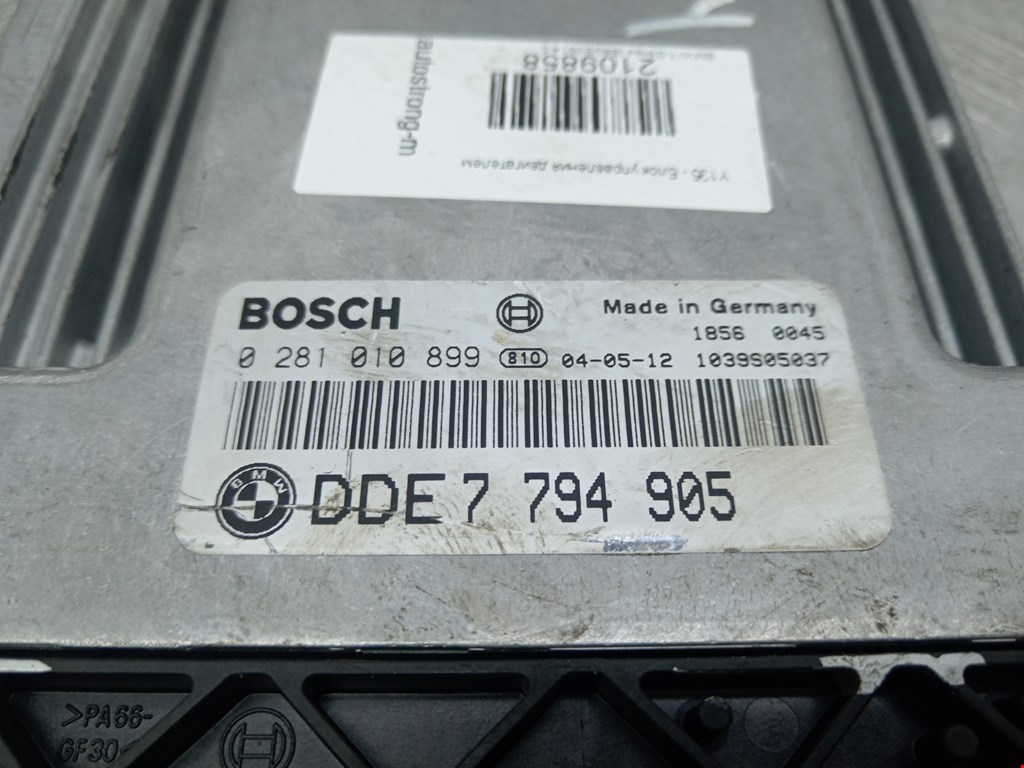 autostrong-m
2109858
Y136 - Блок управления двигателем
BOSCH
Made in Germany
1856 0045
0 281 010 899 810 04-05-12 1039S05037
BMW
DDE 7 794 905
>PA66-
GF30<